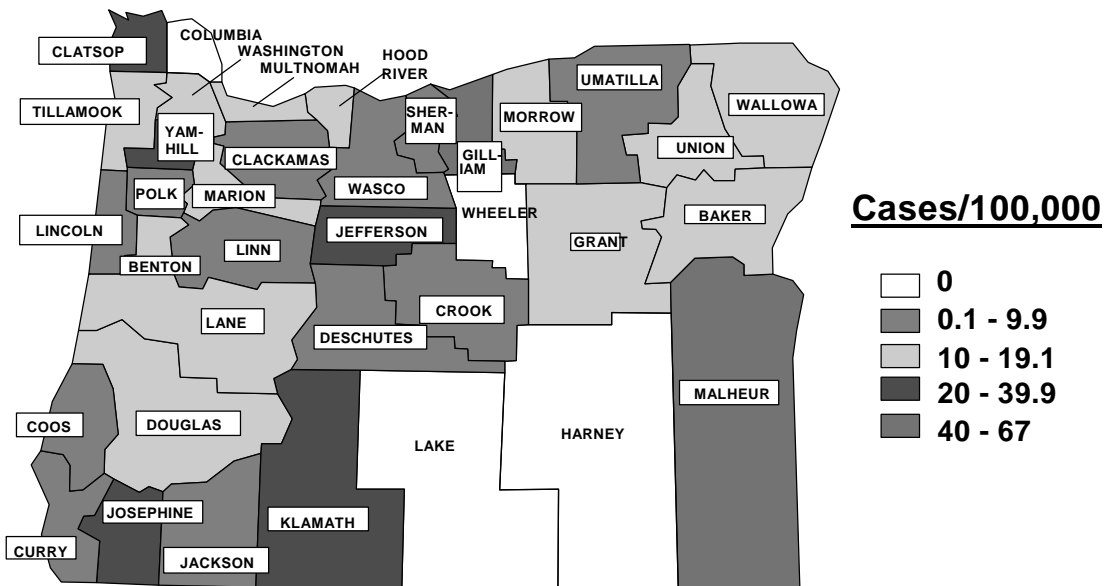 COLUMBIA
CLATSOP
WASHINGTON
MULTNOMAH
HOOD
RIVER
TILLAMOOK
YAM-
HILL
CLACKAMAS
SHER-
MAN
UMATILLA
MORROW
WALLOWA
GILL-
IAM
UNION
POLK
MARION
WASCO
LINCOLN
WHEELER
BAKER
JEFFERSON
GRANT
BENTON
LINN
LANE
CROOK
DESCHUTES
MALHEUR
COOS
DOUGLAS
LAKE
HARNEY
JOSEPHINE
KLAMATH
CURRY
JACKSON
Cases/100,000
0
0.1 - 9.9
10 - 19.1
20 - 39.9
40 - 67